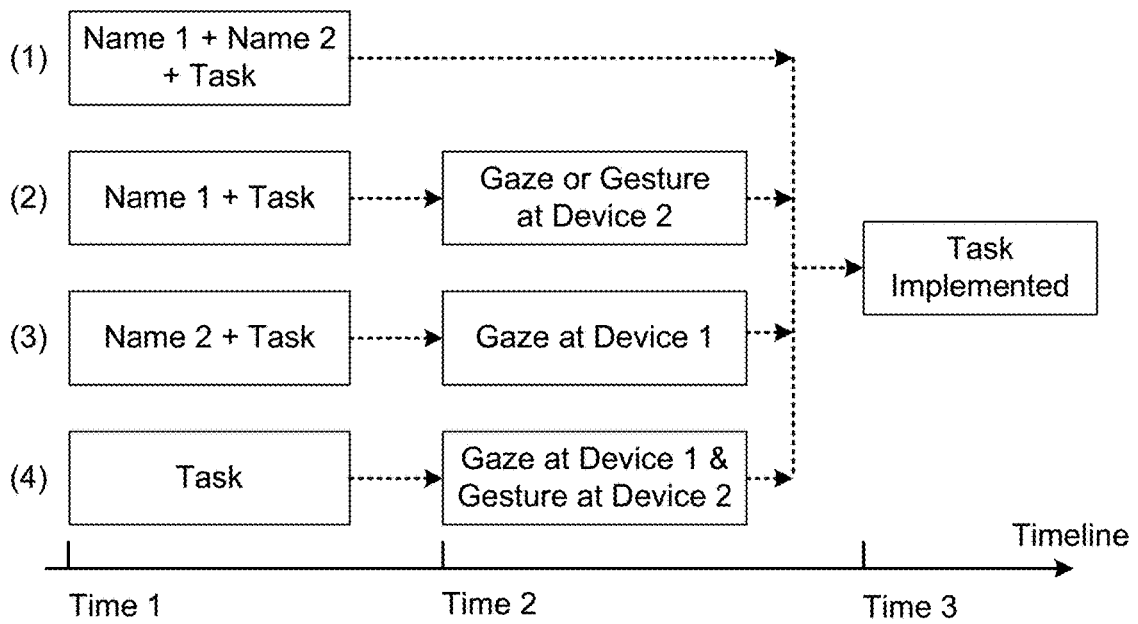 (1)
Name 1 + Name 2
+ Task
(2)
Name 1 + Task
Gaze or Gesture
at Device 2
Task
Implemented
(3)
Name 2 + Task
Gaze at Device 1
(4)
Task
Gaze at Device 1 &
Gesture at Device 2
Timeline
Time 1
Time 2
Time 3